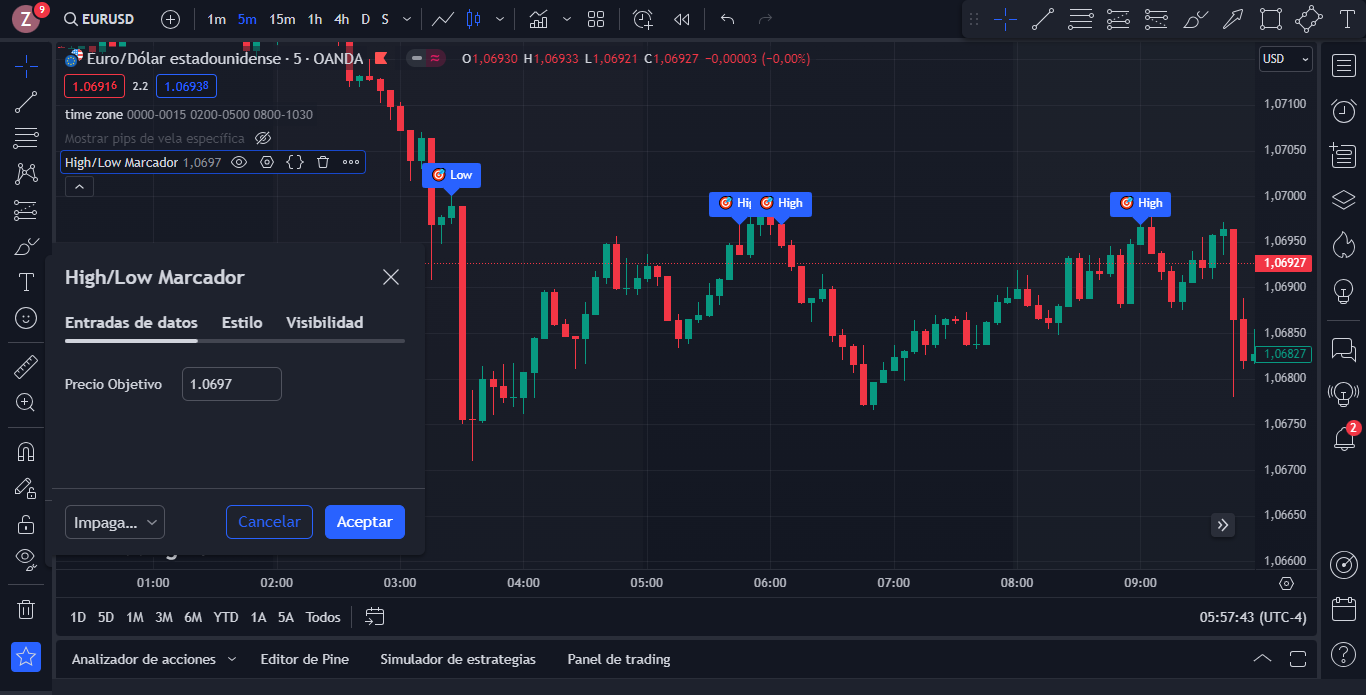 Z 9 EURUSD 1m 5m 15m 1h 4h D S
Euro/Dólar estadounidense · 5 · OANDA O1,06930 H1,06933 L1,06921 C1,06927 −0,00003 (−0,00%)
USD
1.06916 2.2 1.06938
time zone 0000-0015 0200-0500 0800-1030
Mostrar pips de vela específica
High/Low Marcador 1,0697
Low
Hig
High
High
1,07100
1,07050
1,07000
1,06950
1,06927
1,06900
1,06850
1,06827
1,06800
1,06750
1,06700
1,06650
1,06600
High/Low Marcador
Entradas de datos Estilo Visibilidad
Precio Objetivo 1.0697
Impaga... Cancelar Aceptar
2
01:00 02:00 03:00 04:00 05:00 06:00 07:00 08:00 09:00
1D 5D 1M 3M 6M YTD 1A 5A Todos 05:57:43 (UTC-4)
Analizador de acciones Editor de Pine Simulador de estrategias Panel de trading